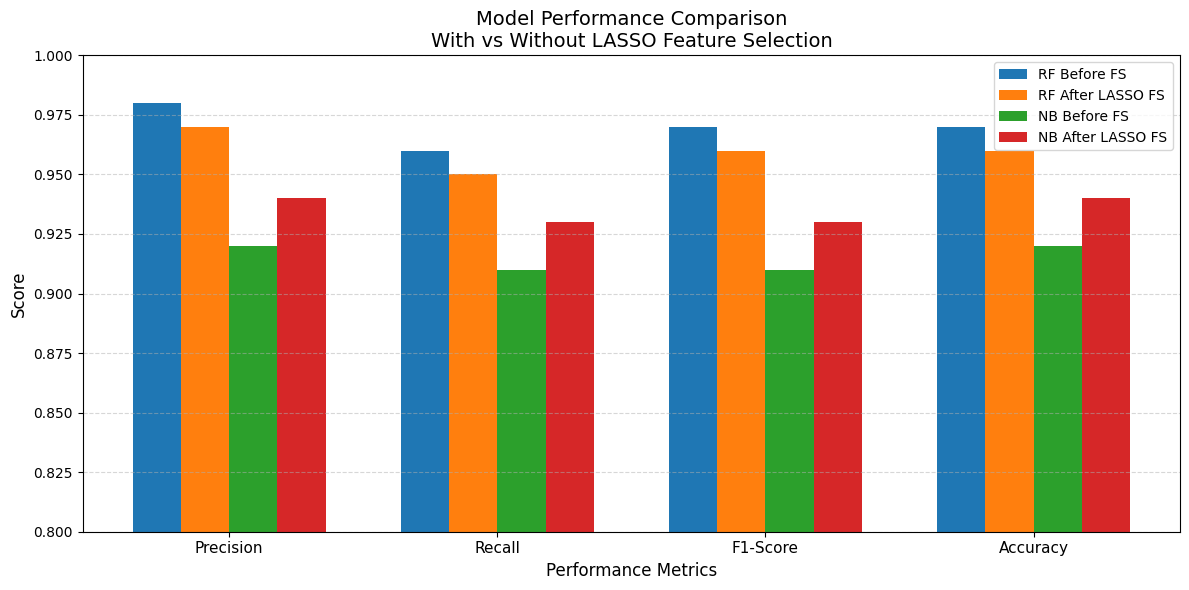 Model Performance Comparison
With vs Without LASSO Feature Selection
1.000
0.975
0.950
0.925
0.900
0.875
0.850
0.825
0.800
Score
RF Before FS
RF After LASSO FS
NB Before FS
NB After LASSO FS
Precision
Recall
F1-Score
Accuracy
Performance Metrics